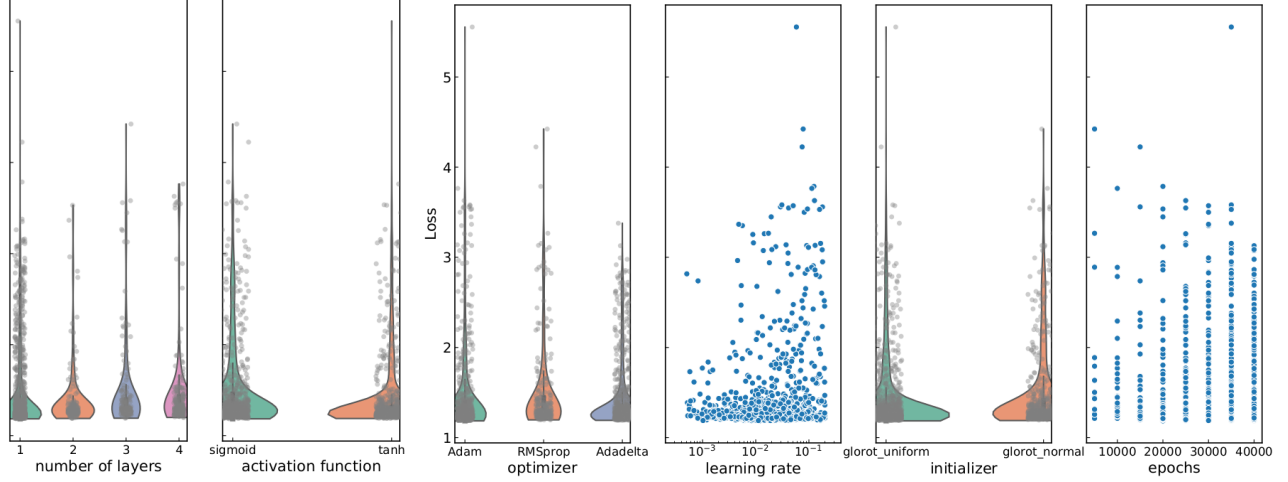 5
4
3
2
1
Loss
1 2 3 4
number of layers
sigmoid tanh
activation function
Adam RMSprop Adadelta
optimizer
10⁻³ 10⁻² 10⁻¹
learning rate
glorot_uniform glorot_normal
initializer
10000 20000 30000 40000
epochs